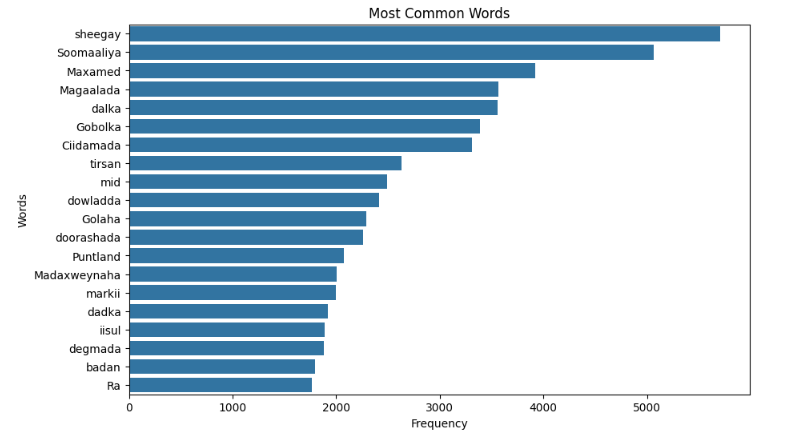 Most Common Words
sheegay
Soomaaliya
Maxamed
Magaalada
dalka
Gobolka
Ciidamada
tirsan
mid
dowladda
Golaha
doorashada
Puntland
Madaxweynaha
markii
dadka
iisul
degmada
badan
Ra
Words
0 1000 2000 3000 4000 5000
Frequency